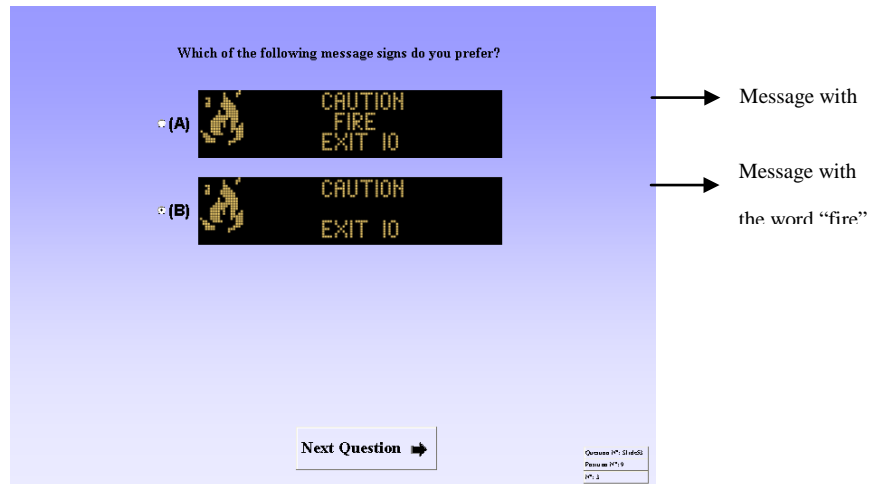 Which of the following message signs do you prefer?
(A)
CAUTION
FIRE
EXIT 10
Message with
(B)
CAUTION
EXIT 10
Message with
the word “fire”
Next Question